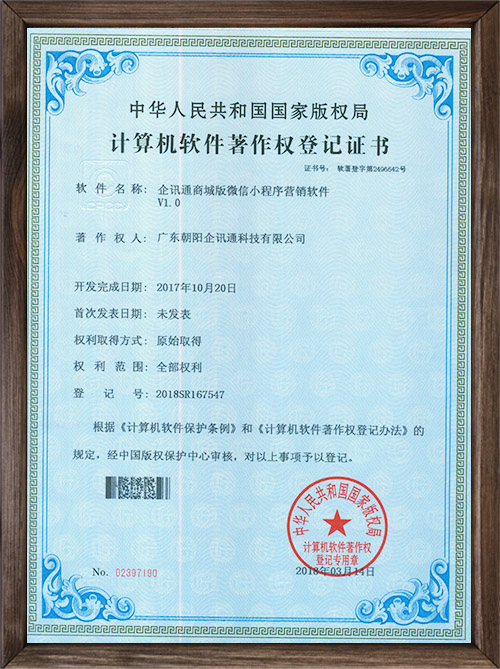 中华人民共和国国家版权局
计算机软件著作权登记证书
证书号： 软著登字第2496642号
软件名称： 企讯通商城版微信小程序营销软件
V1.0
著作权人： 广东朝阳企讯通科技有限公司
开发完成日期： 2017年10月20日
首次发表日期： 未发表
权利取得方式： 原始取得
权利范围： 全部权利
登记号： 2018SR167547
根据《计算机软件保护条例》和《计算机软件著作权登记办法》的
规定，经中国版权保护中心审核，对以上事项予以登记。
中华人民共和国国家版权局
计算机软件著作权
登记专用章
No. 02397190
2018年03月14日